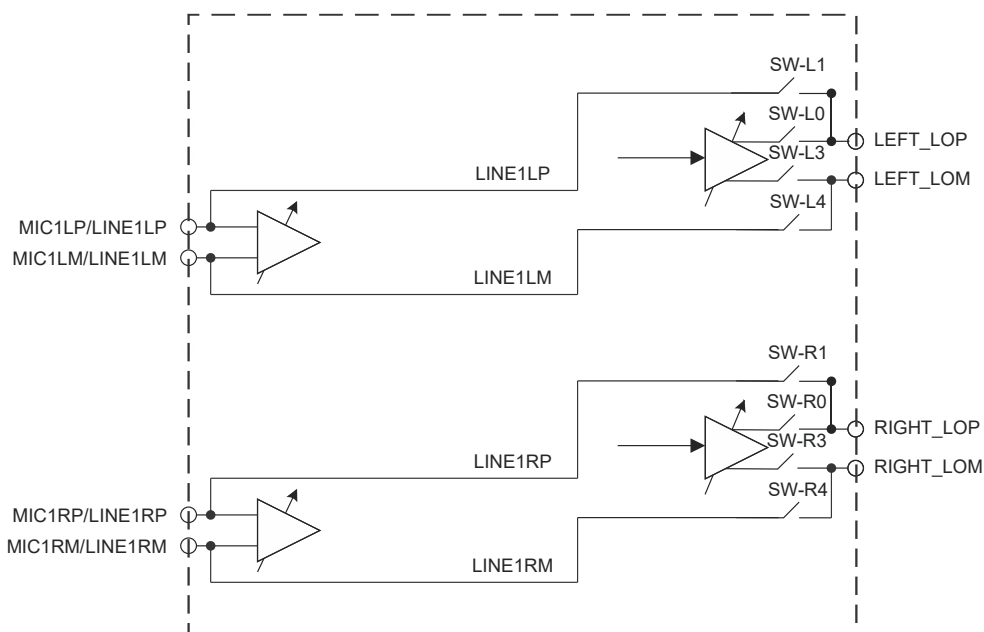 SW-L1
SW-L0
LEFT_LOP
SW-L3
LINE1LP
LEFT_LOM
SW-L4
MIC1LP/LINE1LP
MIC1LM/LINE1LM
LINE1LM
SW-R1
SW-R0
RIGHT_LOP
SW-R3
LINE1RP
RIGHT_LOM
SW-R4
MIC1RP/LINE1RP
MIC1RM/LINE1RM
LINE1RM